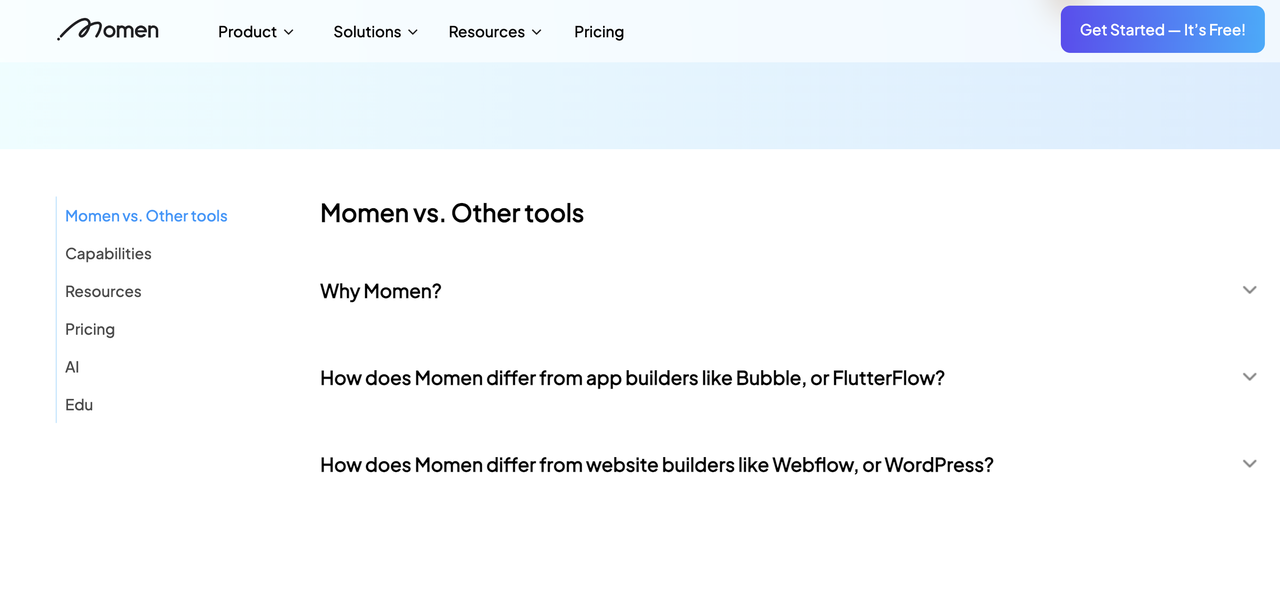 Momen
Product
Solutions
Resources
Pricing
Get Started — It's Free!
Momen vs. Other tools
Capabilities
Resources
Pricing
AI
Edu
Momen vs. Other tools
Why Momen?
How does Momen differ from app builders like Bubble, or FlutterFlow?
How does Momen differ from website builders like Webflow, or WordPress?